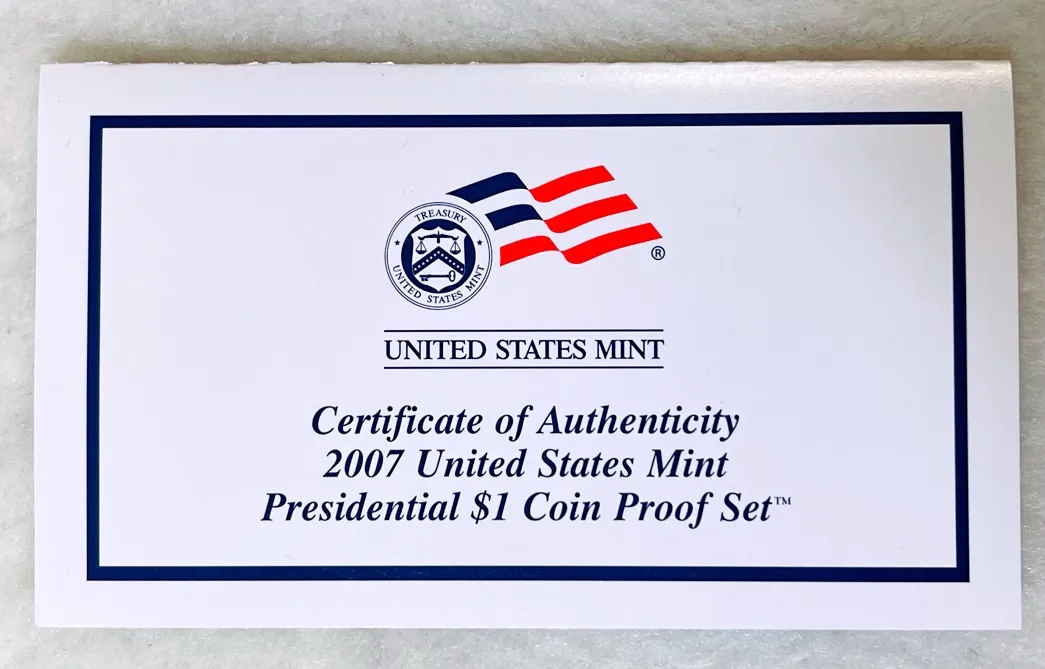 TREASURY
UNITED STATES MINT
®
UNITED STATES MINT
Certificate of Authenticity
2007 United States Mint
Presidential $1 Coin Proof Set™